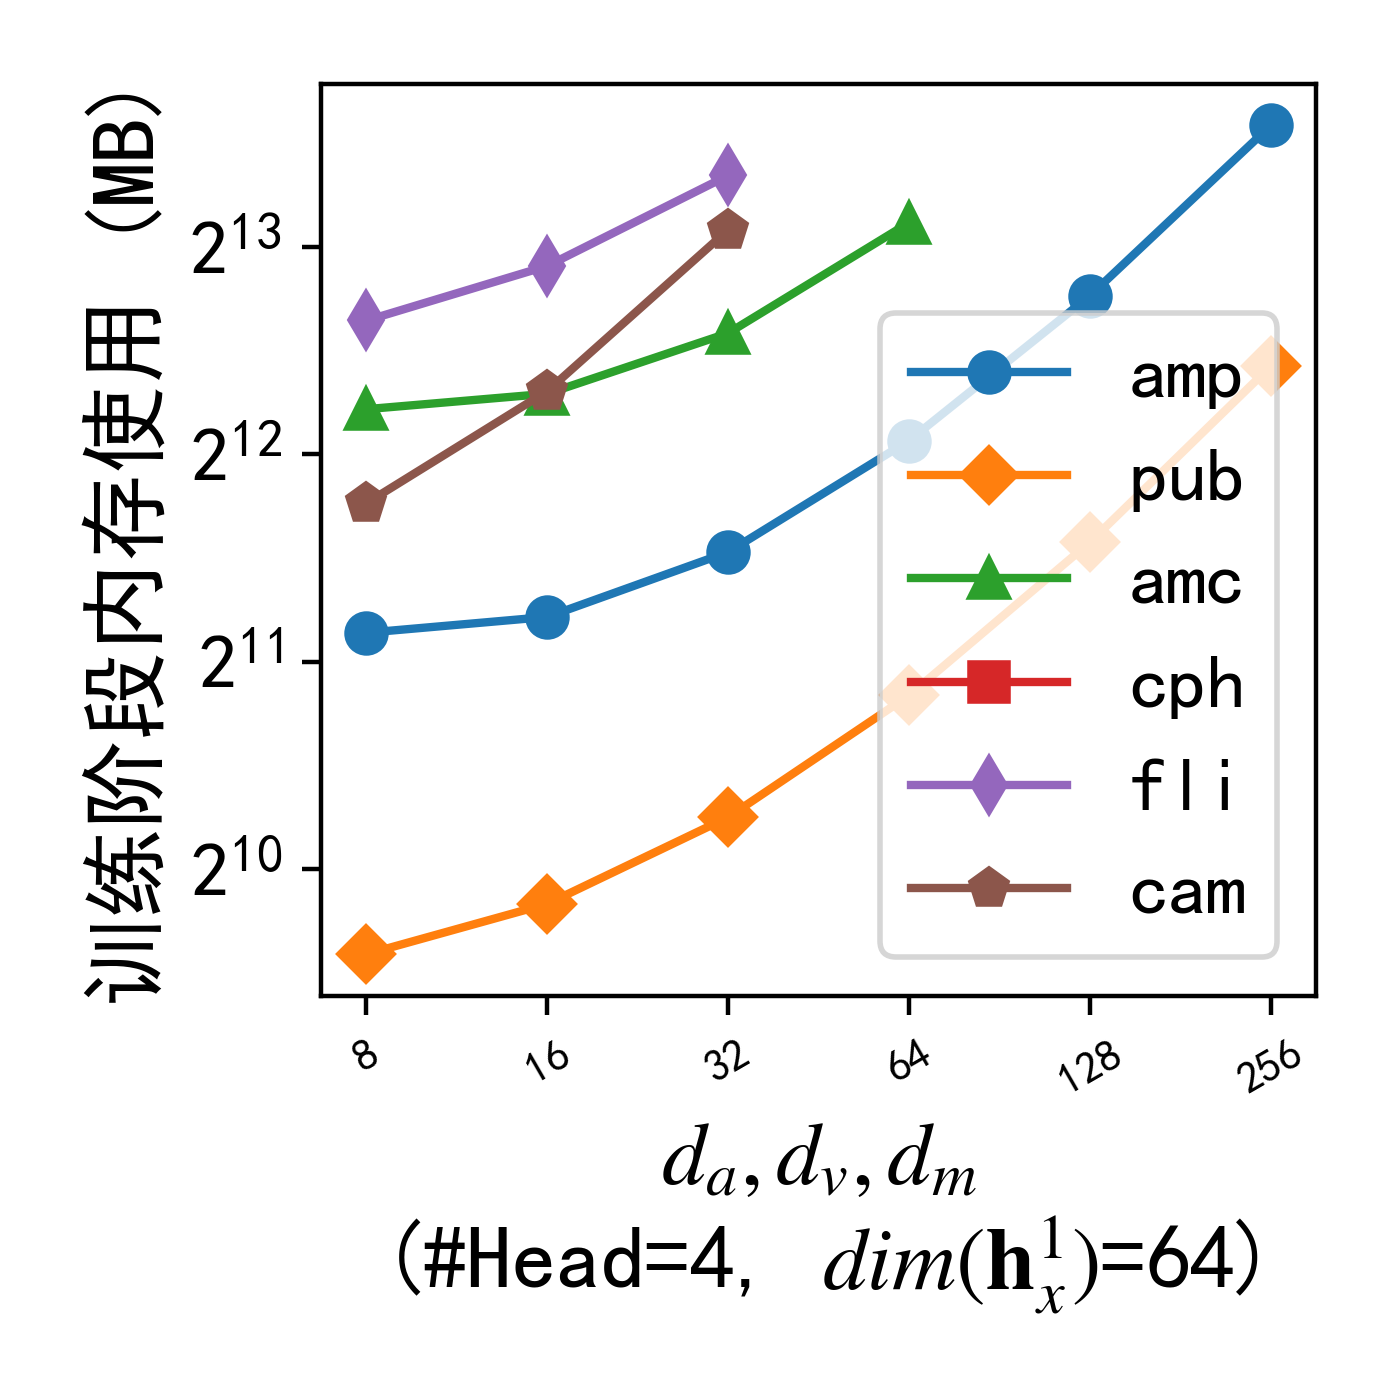 训练阶段内存使用 (MB)
2^13
2^12
2^11
2^10
amp
pub
amc
cph
fli
cam
8 16 32 64 128 256
d_a, d_v, d_m
(#Head=4, dim(h_x^1)=64)